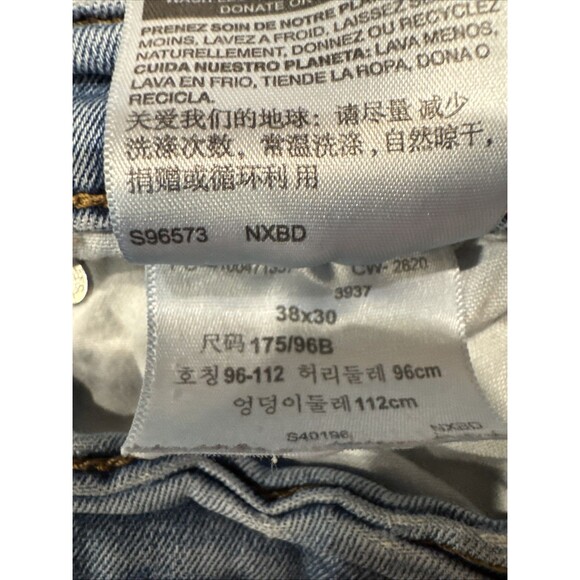 DONATE OR
PRENEZ SOIN DE NOTRE
MOINS, LAVEZ A FROID, LAISSEZ
NATURELLEMENT, DONNEZ OU RECYCLEZ
CUIDA NUESTRO PLANETA: LAVA MENOS,
LAVA EN FRIO, TIENDE LA ROPA, DONA O
RECICLA.
关爱我们的地球：请尽量 减少
洗涤次数，常温洗涤，自然晾干，
捐赠或循环利 用
S96573 NXBD
CW- 2820
3937
38x30
尺码 175/96B
호칭 96-112 허리둘레 96cm
엉덩이둘레 112cm
S40196 NXBD